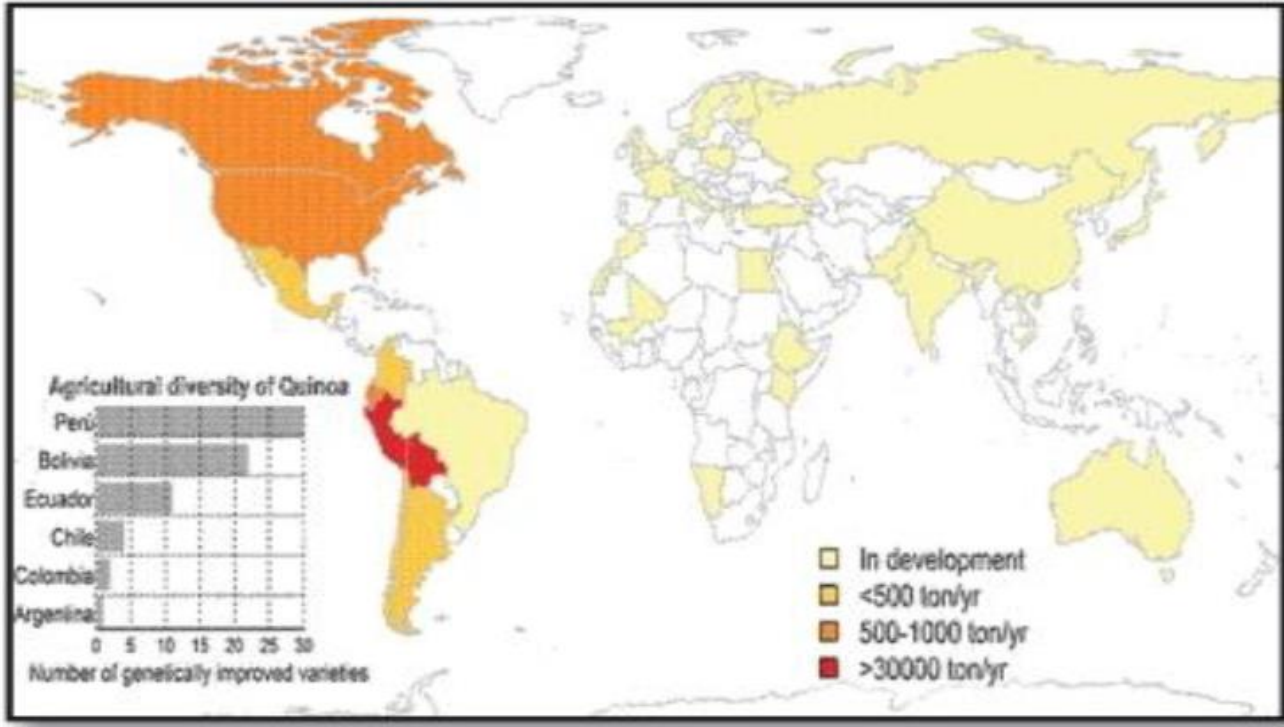 Agricultural diversity of Quinoa
Perú
Bolivia
Ecuador
Chile
Colombia
Argentina
0 5 10 15 20 25 30
Number of genetically improved varieties
In development
<500 ton/yr
500-1000 ton/yr
>30000 ton/yr